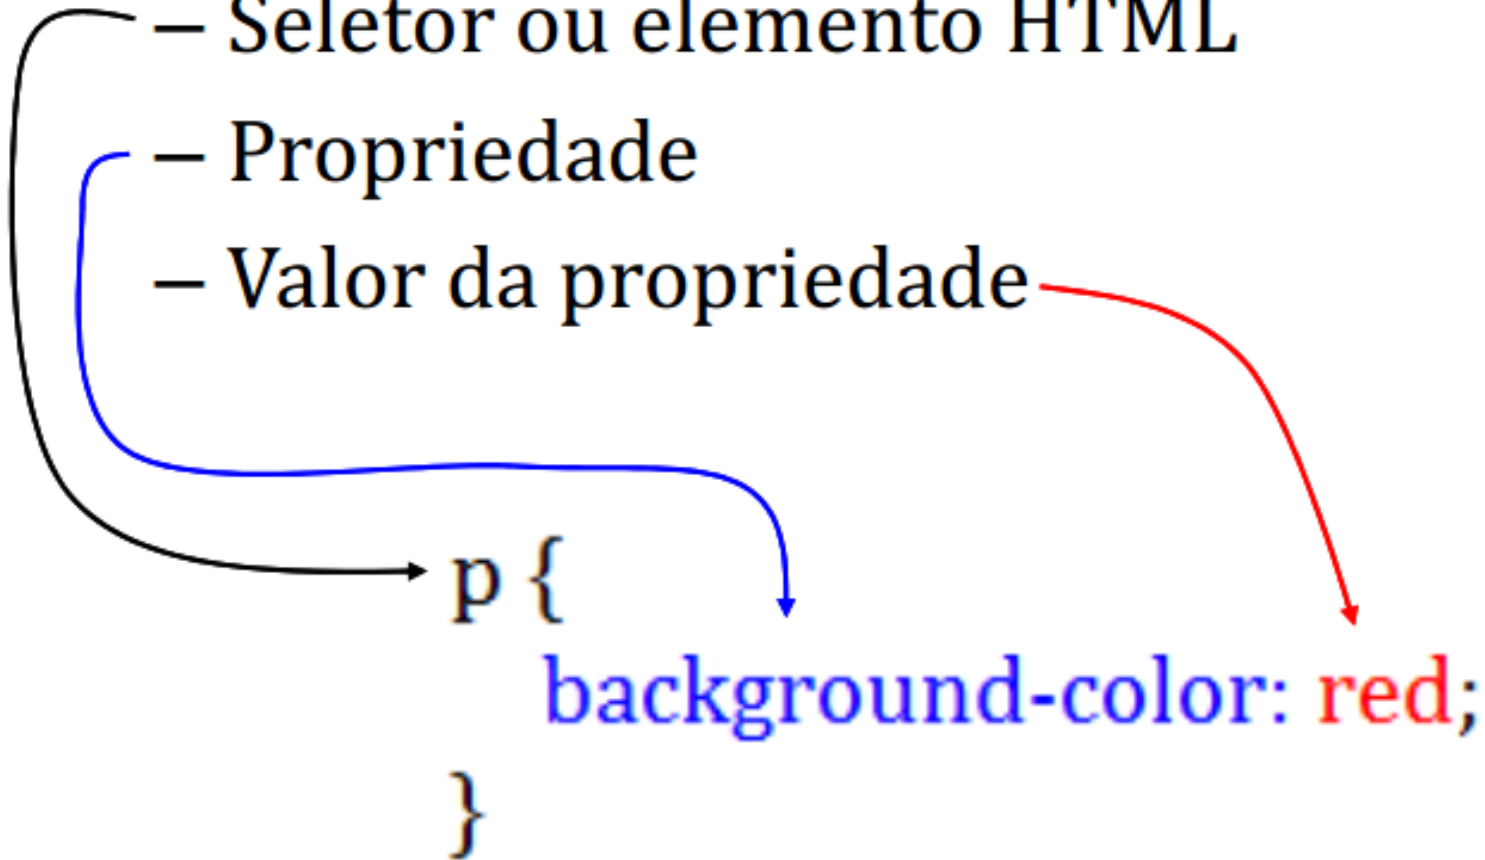 – Seletor ou elemento HTML
– Propriedade
– Valor da propriedade
p {
background-color: red;
}